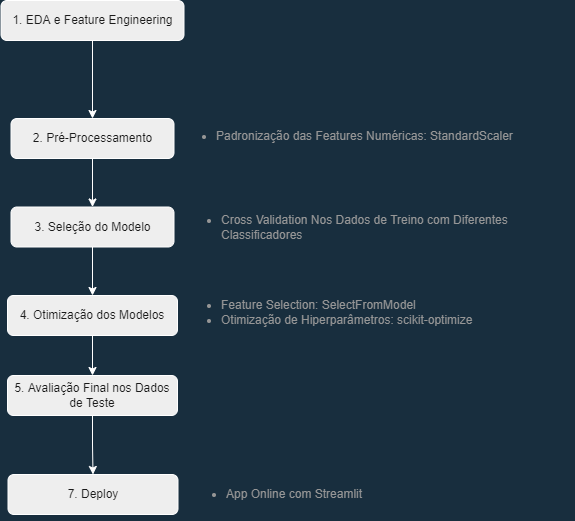 1. EDA e Feature Engineering
2. Pré-Processamento
• Padronização das Features Numéricas: StandardScaler
3. Seleção do Modelo
• Cross Validation Nos Dados de Treino com Diferentes
Classificadores
4. Otimização dos Modelos
• Feature Selection: SelectFromModel
• Otimização de Hiperparâmetros: scikit-optimize
5. Avaliação Final nos Dados
de Teste
7. Deploy
• App Online com Streamlit